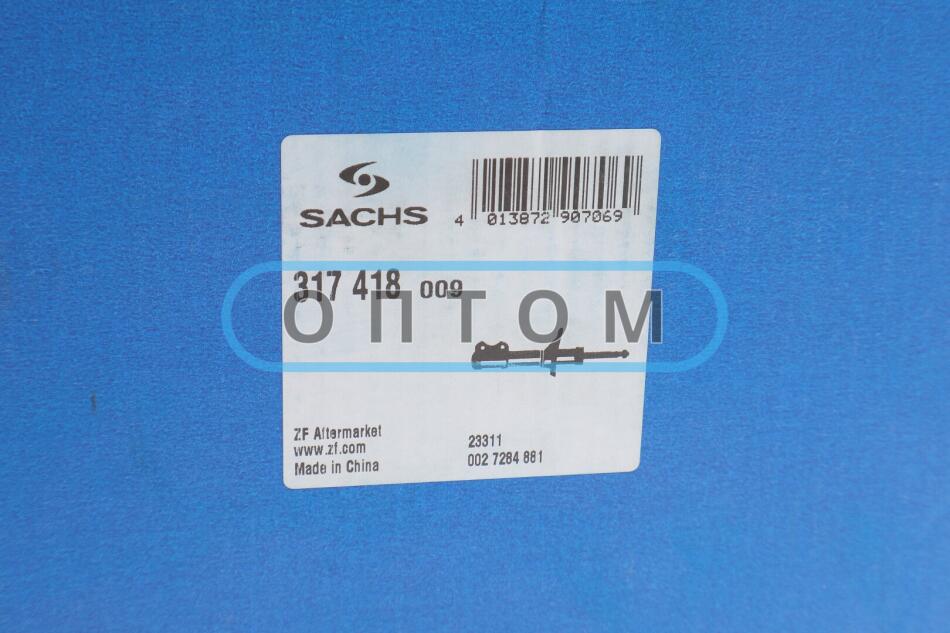 SACHS
4 013872 907069
317 418 009
ОПТОМ
ZF Aftermarket
www.zf.com
Made in China
23311
002 7284 881